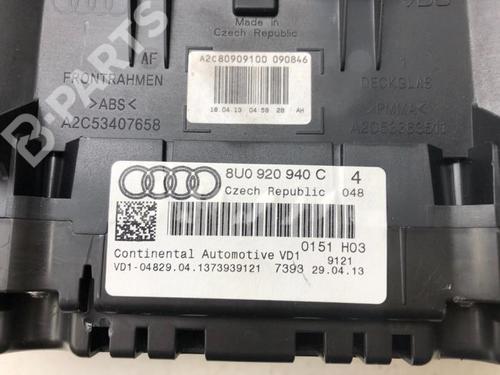 Made in
Czech Republic
AF
FRONTRAHMEN
>ABS<
A2C53407658
A2C80909100 090846
18.04.13 04:58 28 AH
DECKGLAS
>PMMA<
B-PARTS
8U0 920 940 C 4
Czech Republic 048
0151 H03
Continental Automotive VD1 9121
VD1-04829.04.1373939121 7393 29.04.13